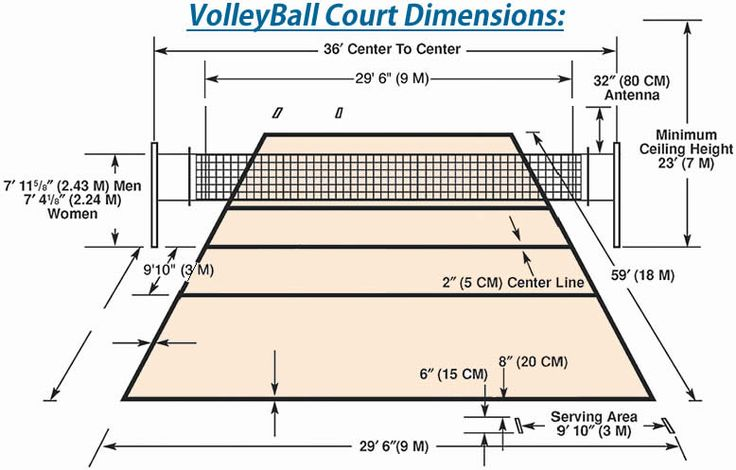 VolleyBall Court Dimensions:
36′ Center To Center
29′ 6″ (9 M)
32″ (80 CM)
Antenna
Minimum
Ceiling Height
23′ (7 M)
7′ 11⁵/⁸″ (2.43 M) Men
7′ 4¹/⁸″ (2.24 M)
Women
9'10" (3 M)
2″ (5 CM) Center Line
59′ (18 M)
6″ (15 CM)
8″ (20 CM)
Serving Area
9′ 10″ (3 M)
29′ 6″(9 M)